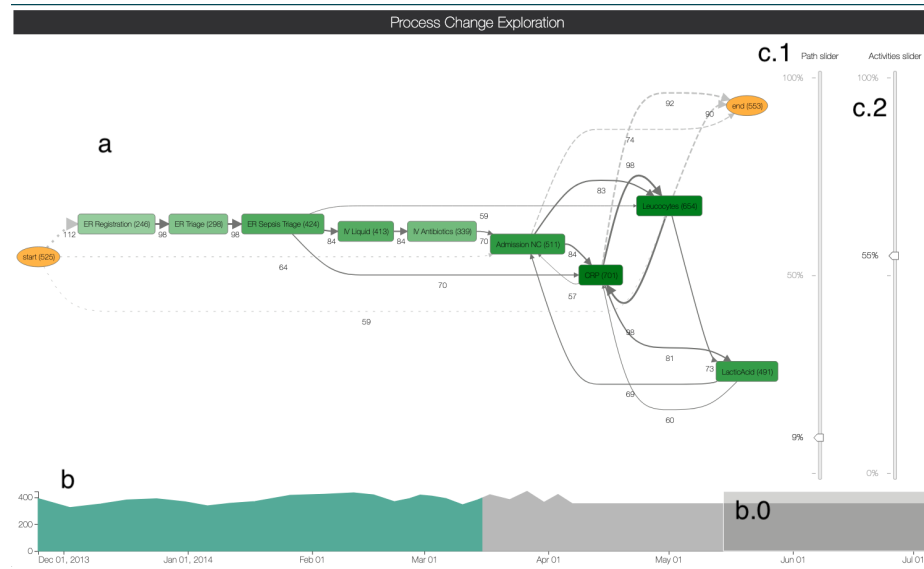 Process Change Exploration
c.1
Path slider
Activities slider
100%
100%
c.2
92
end (553)
90
a
74
98
83
Leucocytes (654)
59
ER Registration (246)
ER Triage (298)
ER Sepsis Triage (424)
IV Liquid (413)
IV Antibiotics (339)
Admission NC (511)
112
98
98
84
84
70
84
start (525)
64
CRP (701)
55%
50%
50%
70
57
59
98
81
73
LacticAcid (491)
69
60
9%
0%
b
400
200
0
b.0
Dec 01, 2013
Jan 01, 2014
Feb 01
Mar 01
Apr 01
May 01
Jun 01
Jul 01